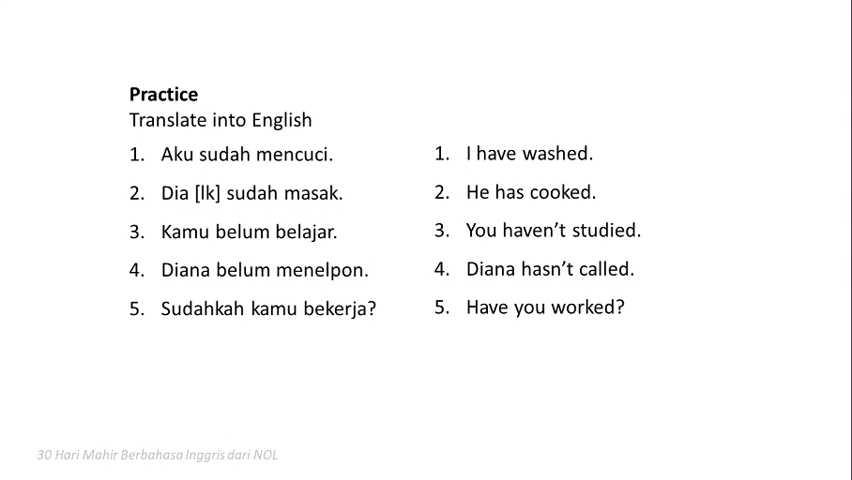 Practice
Translate into English
1. Aku sudah mencuci.
2. Dia [lk] sudah masak.
3. Kamu belum belajar.
4. Diana belum menelpon.
5. Sudahkah kamu bekerja?
1. I have washed.
2. He has cooked.
3. You haven’t studied.
4. Diana hasn’t called.
5. Have you worked?
30 Hari Mahir Berbahasa Inggris dari NOL